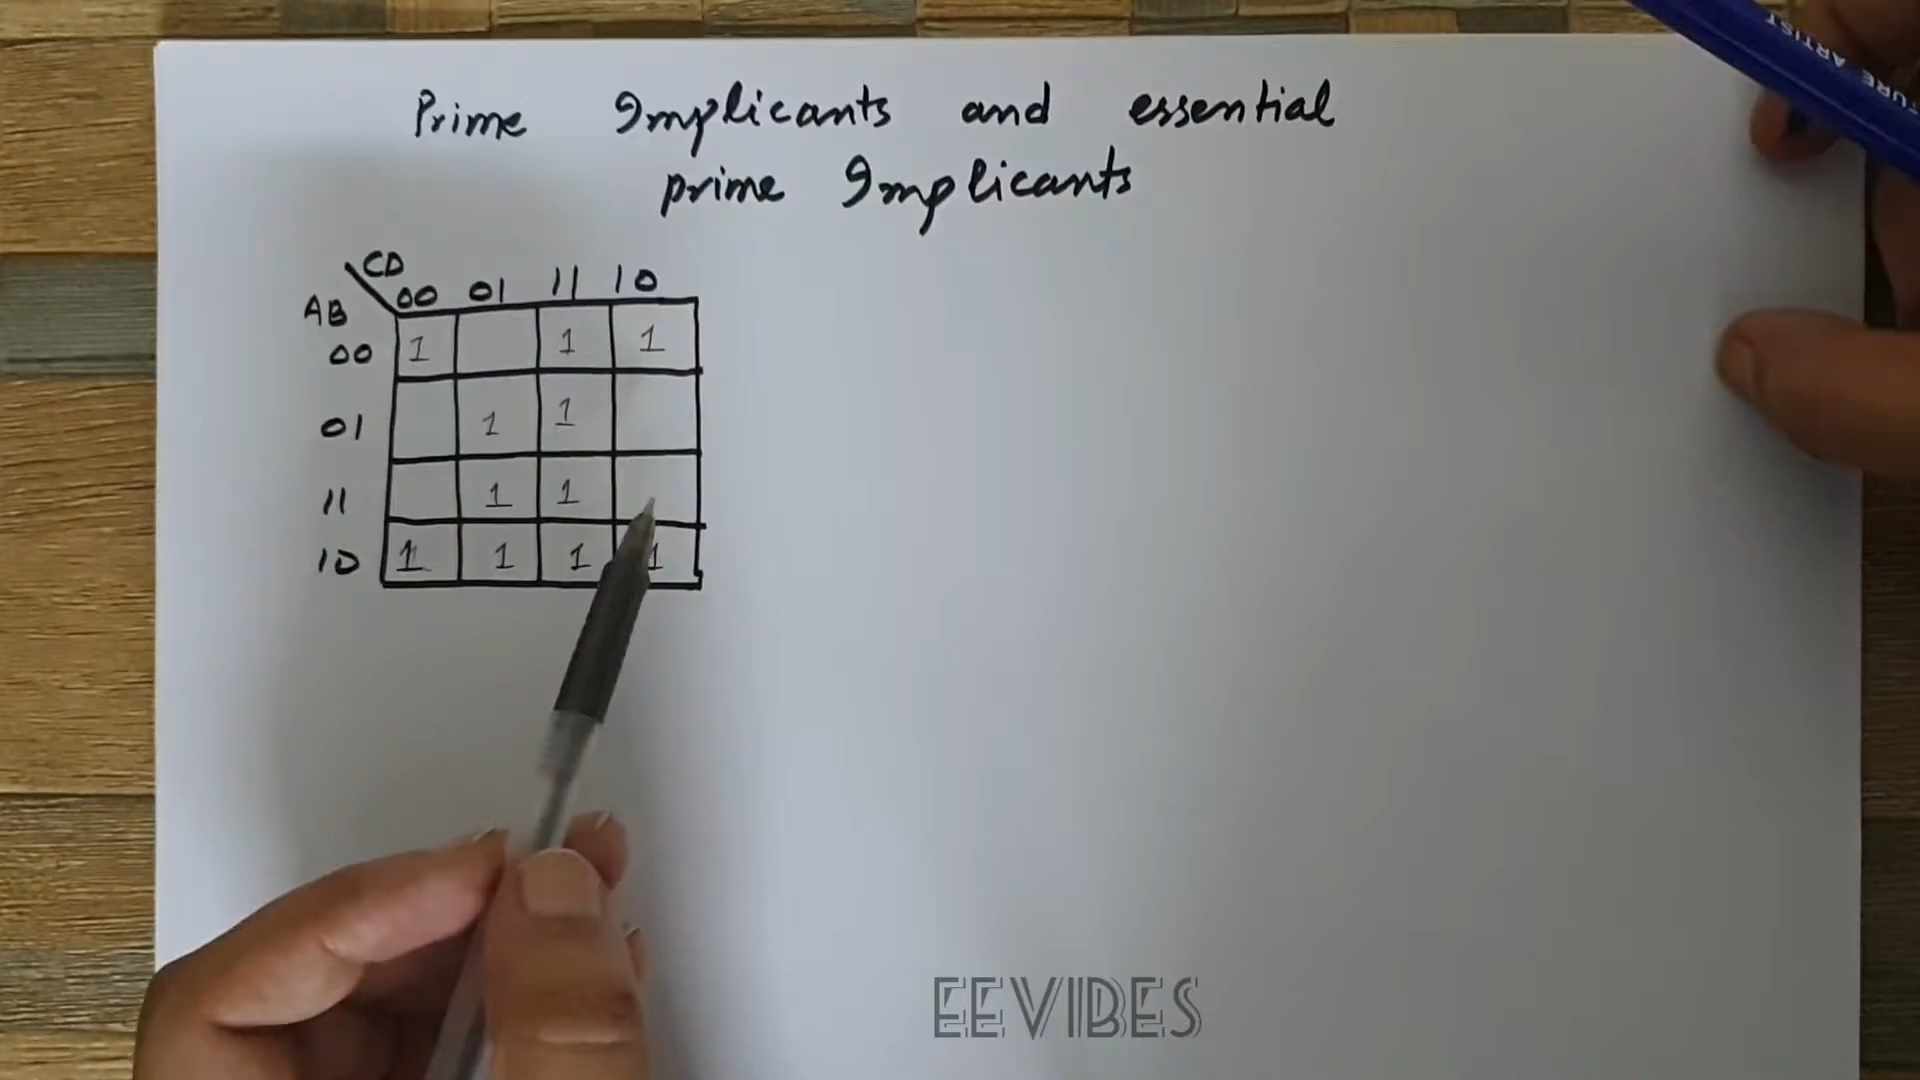 Prime Implicants and essential
prime Implicants
CD
AB 00 01 11 10
00 1 1 1
01 1 1
11 1 1
10 1 1 1 1
EEVIBES